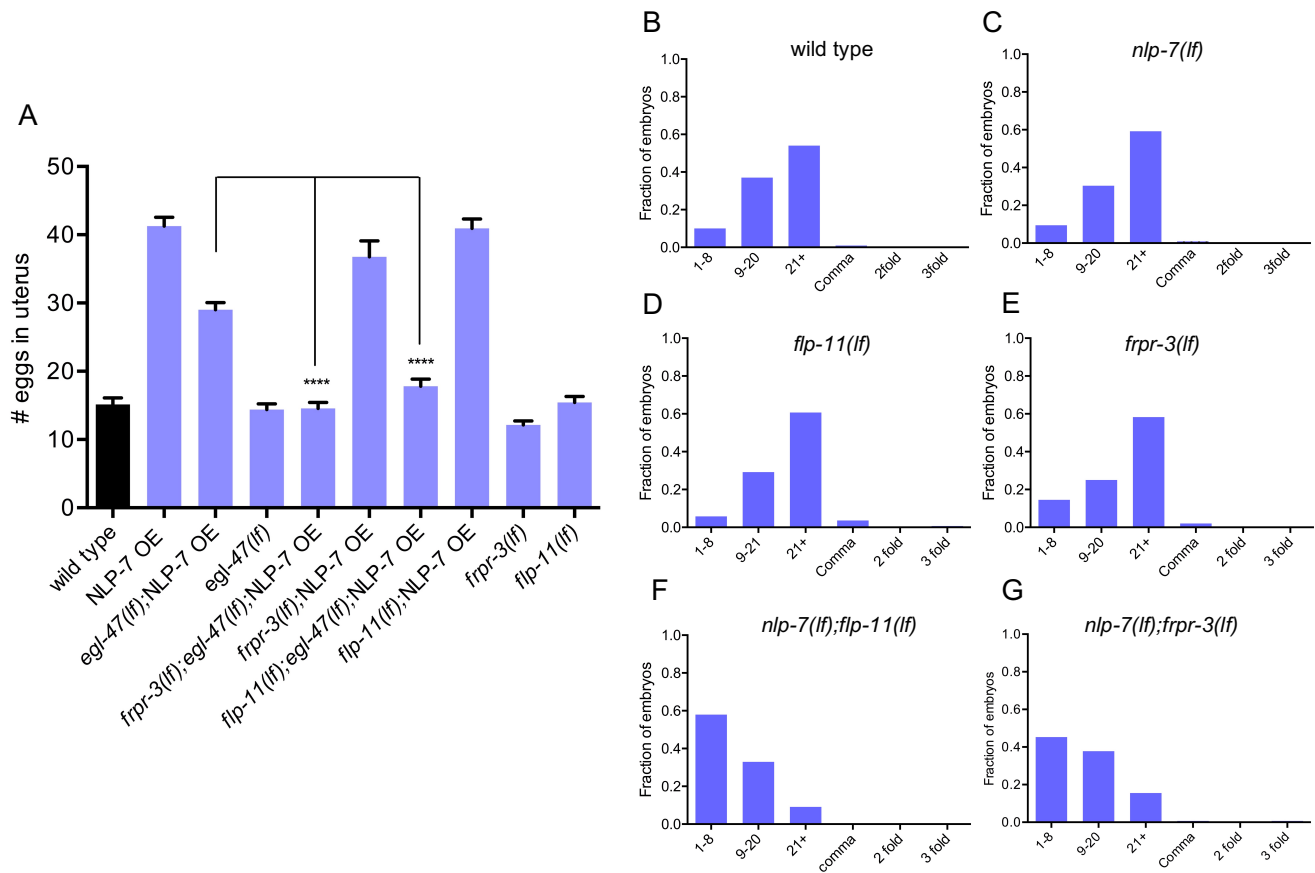 A
# eggs in uterus
50
40
30
20
10
0
****
****
wild type
NLP-7 OE
egl-47(lf);NLP-7 OE
egl-47(lf)
frpr-3(lf);egl-47(lf);NLP-7 OE
frpr-3(lf);NLP-7 OE
flp-11(lf);egl-47(lf);NLP-7 OE
flp-11(lf);NLP-7 OE
frpr-3(lf)
flp-11(lf)
B
wild type
Fraction of embryos
1.0
0.8
0.6
0.4
0.2
0.0
1-8
9-20
21+
Comma
2fold
3fold
C
nlp-7(lf)
Fraction of embryos
1.0
0.8
0.6
0.4
0.2
0.0
1-8
9-20
21+
Comma
2fold
3fold
D
flp-11(lf)
Fraction of embryos
1.0
0.8
0.6
0.4
0.2
0.0
1-8
9-21
21+
Comma
2 fold
3 fold
E
frpr-3(lf)
Fraction of embryos
1.0
0.8
0.6
0.4
0.2
0.0
1-8
9-20
21+
Comma
2 fold
3 fold
F
nlp-7(lf);flp-11(lf)
Fraction of embryos
1.0
0.8
0.6
0.4
0.2
0.0
1-8
9-20
21+
comma
2 fold
3 fold
G
nlp-7(lf);frpr-3(lf)
Fraction of embryos
1.0
0.8
0.6
0.4
0.2
0.0
1-8
9-20
21+
Comma
2 fold
3 fold